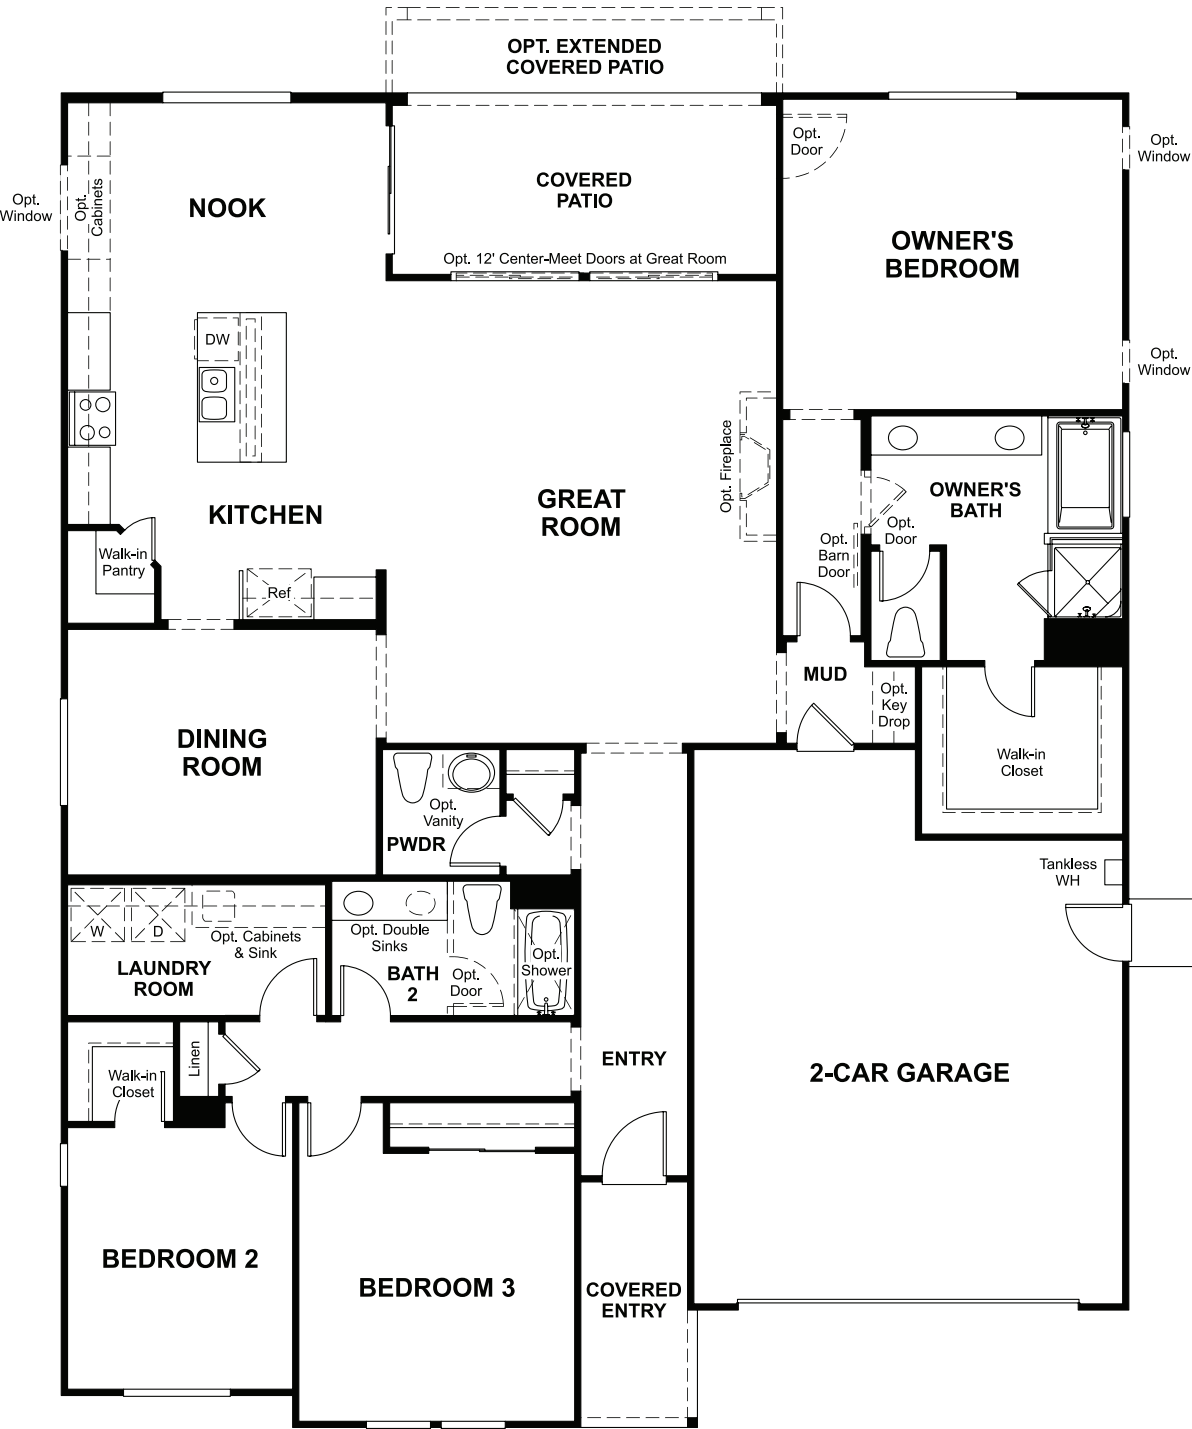 OPT. EXTENDED
COVERED PATIO
Opt.
Door
Opt.
Window
COVERED
PATIO
Opt.
Cabinets
Opt.
Window
NOOK
OWNER'S
BEDROOM
Opt. 12' Center-Meet Doors at Great Room
DW
Opt.
Window
Opt. Fireplace
OWNER'S
BATH
GREAT
ROOM
KITCHEN
Opt.
Door
Opt.
Barn
Door
Walk-in
Pantry
Ref
MUD
Opt.
Key
Drop
DINING
ROOM
Walk-in
Closet
Opt.
Vanity
PWDR
Tankless
WH
W
D
Opt. Cabinets
& Sink
Opt. Double
Sinks
LAUNDRY
ROOM
BATH
2
Opt.
Door
Opt.
Shower
Linen
ENTRY
Walk-in
Closet
2-CAR GARAGE
BEDROOM 2
BEDROOM 3
COVERED
ENTRY